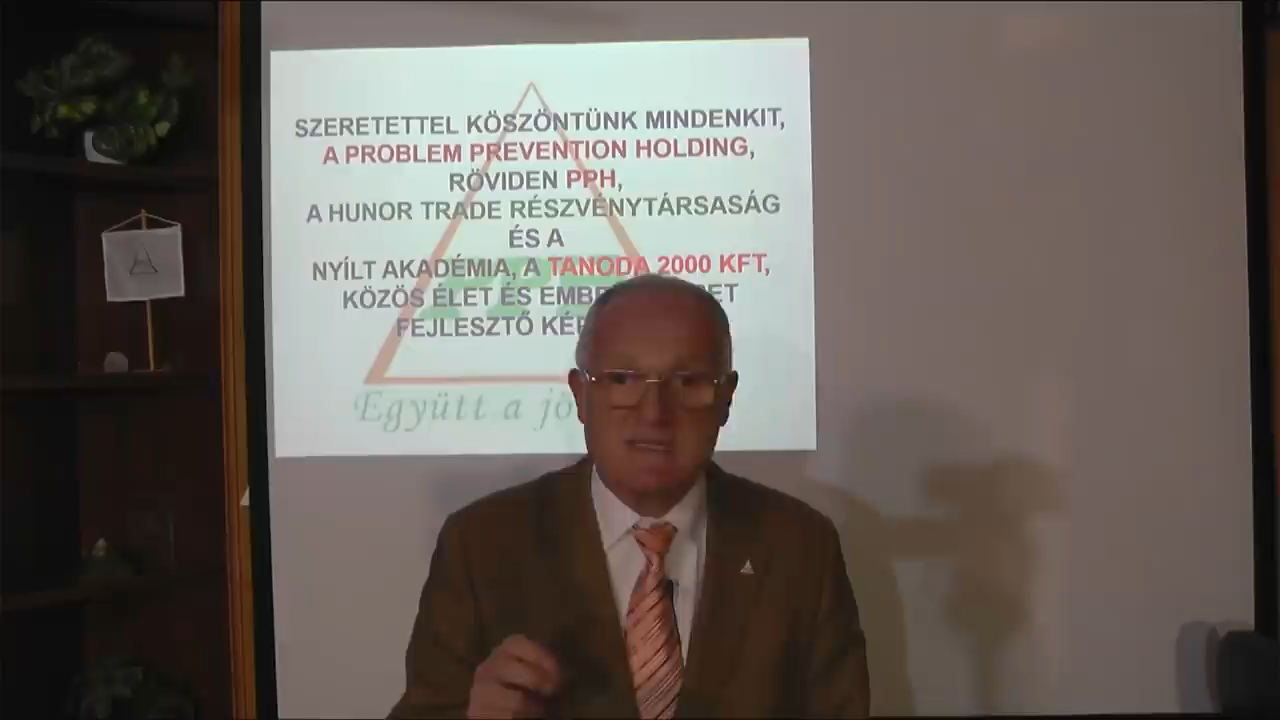 SZERETETTEL KÖSZÖNTÜNK MINDENKIT,
A PROBLEM PREVENTION HOLDING,
RÖVIDEN PPH,
A HUNOR TRADE RÉSZVÉNYTÁRSASÁG
ÉS A
NYÍLT AKADÉMIA, A TANODA 2000 KFT,
KÖZÖS ÉLET ÉS
FEJLESZTŐ
Együtt a